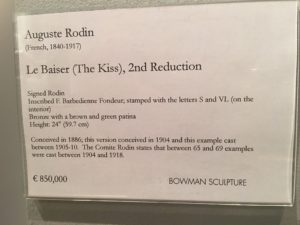 Auguste Rodin
(French, 1840-1917)
Le Baiser (The Kiss), 2nd Reduction
Signed Rodin
Inscribed F. Barbedienne Fondeur, stamped with the letters S and VL (on the
interior)
Bronze with a brown and green patina
Height: 24" (59.7 cm)
Conceived in 1886, this version conceived in 1904 and this example cast
between 1905-10. The Comite Rodin states that between 65 and 69 examples
were cast between 1904 and 1918.
€ 850,000
BOWMAN SCULPTURE